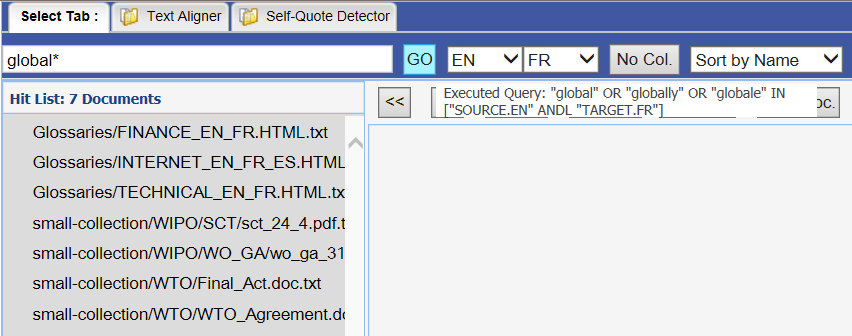 Select Tab :
Text Aligner
Self-Quote Detector
global*
GO
EN
FR
No Col.
Sort by Name
Hit List: 7 Documents
<<
Executed Query: "global" OR "globally" OR "globale" IN
["SOURCE.EN" ANDL "TARGET.FR"]
oc.
Glossaries/FINANCE_EN_FR.HTML.txt
Glossaries/INTERNET_EN_FR_ES.HTML
Glossaries/TECHNICAL_EN_FR.HTML.tx
small-collection/WIPO/SCT/sct_24_4.pdf.t
small-collection/WIPO/WO_GA/wo_ga_31
small-collection/WTO/Final_Act.doc.txt
small-collection/WTO/WTO_Agreement.do